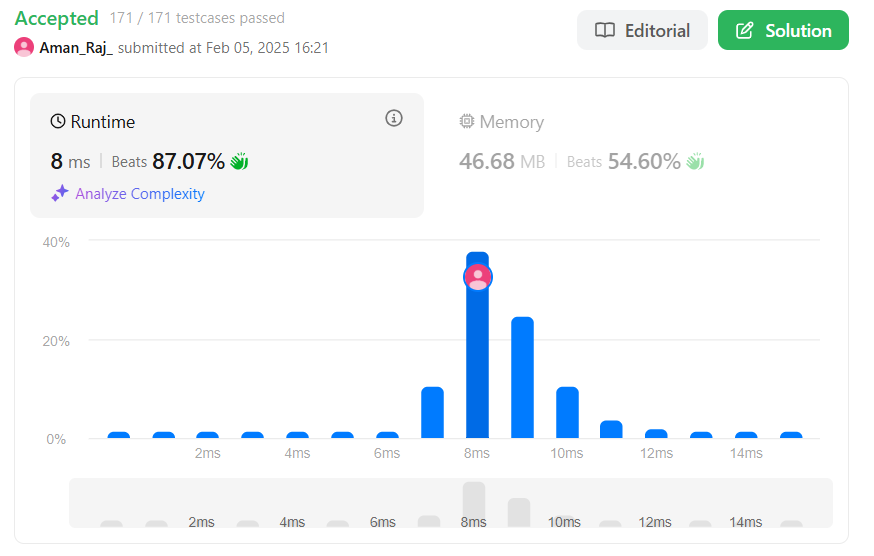 Accepted 171 / 171 testcases passed
Aman_Raj_ submitted at Feb 05, 2025 16:21
Editorial
Solution
Runtime
8 ms | Beats 87.07%
Analyze Complexity
Memory
46.68 MB | Beats 54.60%
40%
20%
0%
2ms 4ms 6ms 8ms 10ms 12ms 14ms
2ms 4ms 6ms 8ms 10ms 12ms 14ms